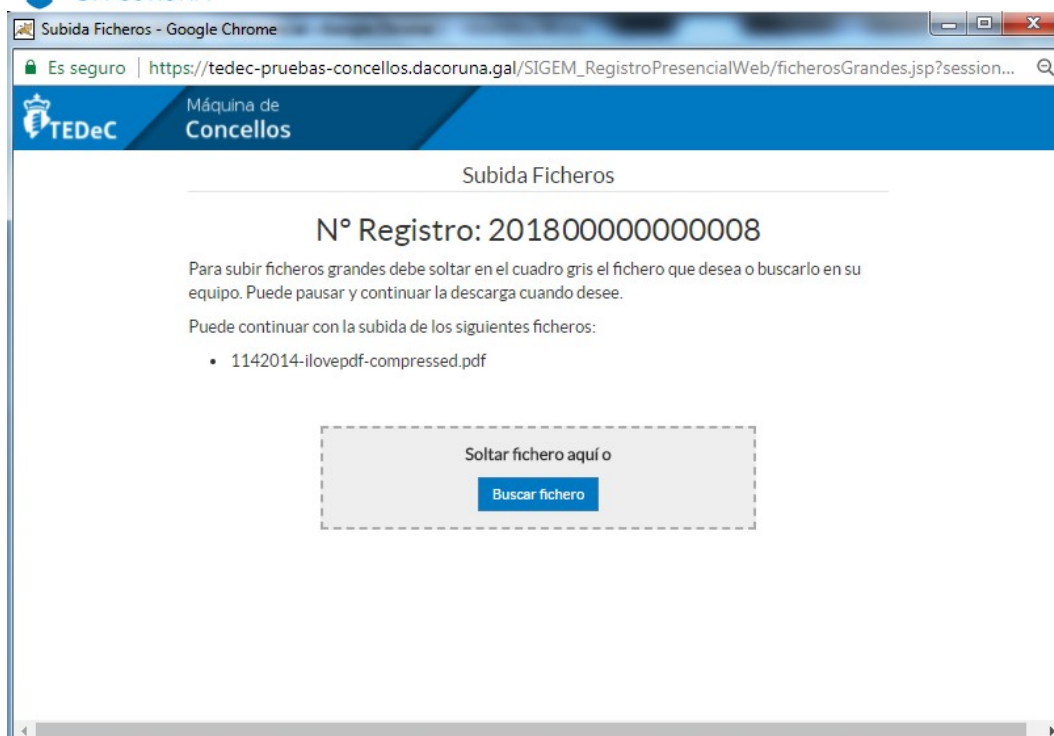 Subida Ficheros - Google Chrome
Es seguro | https://tedec-pruebas-concellos.dacoruna.gal/SIGEM_RegistroPresencialWeb/ficherosGrandes.jsp?session...
TEDeC
Máquina de
Concellos
Subida Ficheros
Nº Registro: 201800000000008
Para subir ficheros grandes debe soltar en el cuadro gris el fichero que desea o buscarlo en su
equipo. Puede pausar y continuar la descarga cuando desee.
Puede continuar con la subida de los siguientes ficheros:
• 1142014-ilovepdf-compressed.pdf
Soltar fichero aquí o
Buscar fichero